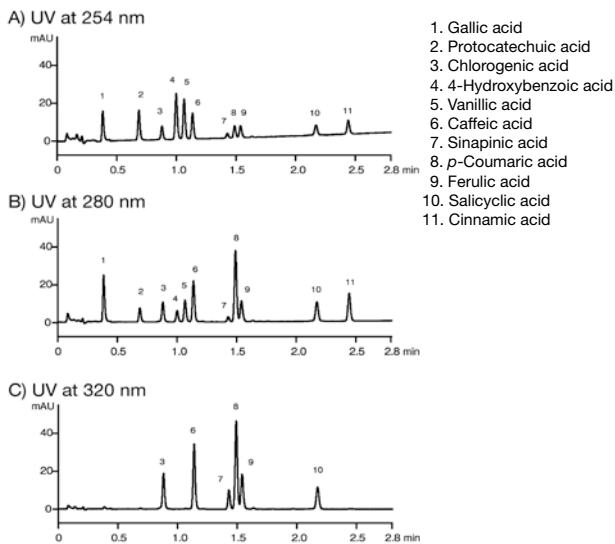 A) UV at 254 nm
mAU
40
20
0
1
2
3
4
5
6
7
8
9
10
11
0 0.5 1.0 1.5 2.0 2.5 2.8 min
B) UV at 280 nm
mAU
40
20
0
1
2
3
4
5
6
7
8
9
10
11
0 0.5 1.0 1.5 2.0 2.5 2.8 min
C) UV at 320 nm
mAU
40
20
0
3
6
7
8
9
10
0 0.5 1.0 1.5 2.0 2.5 2.8 min
1. Gallic acid
2. Protocatechuic acid
3. Chlorogenic acid
4. 4-Hydroxybenzoic acid
5. Vanillic acid
6. Caffeic acid
7. Sinapinic acid
8. p-Coumaric acid
9. Ferulic acid
10. Salicyclic acid
11. Cinnamic acid